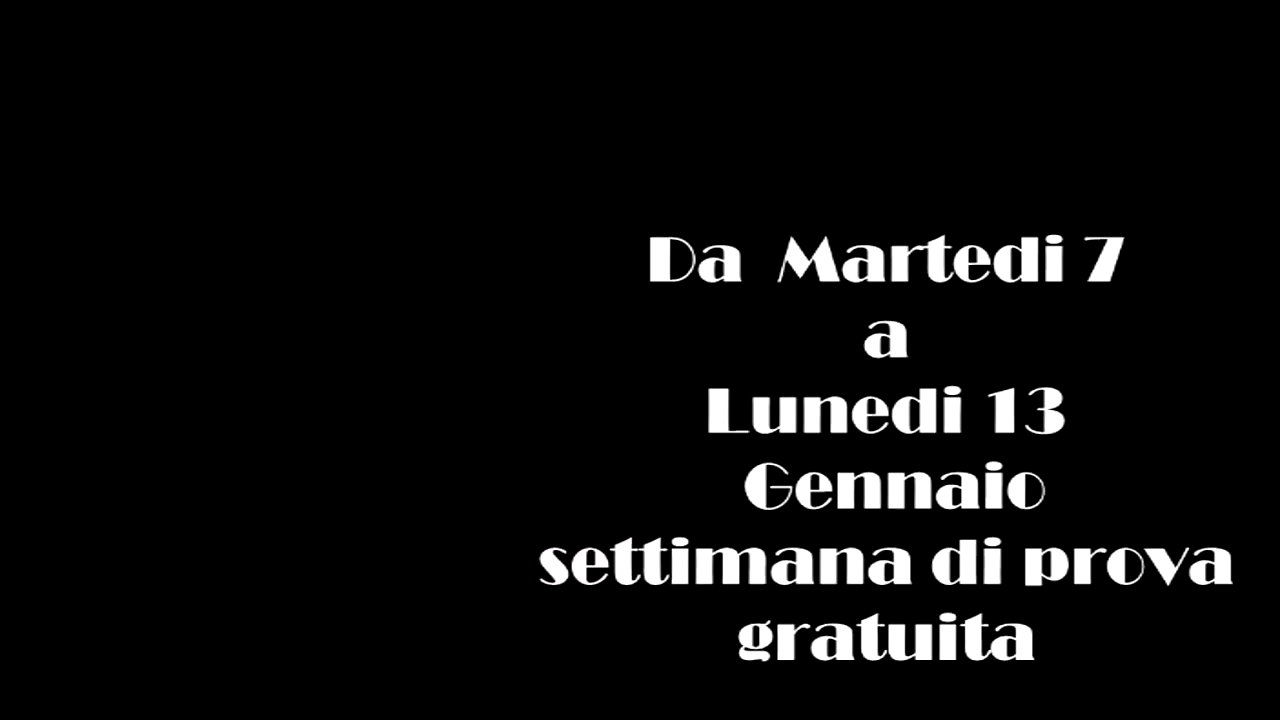 Da Martedi 7
a
Lunedi 13
Gennaio
settimana di prova
gratuita